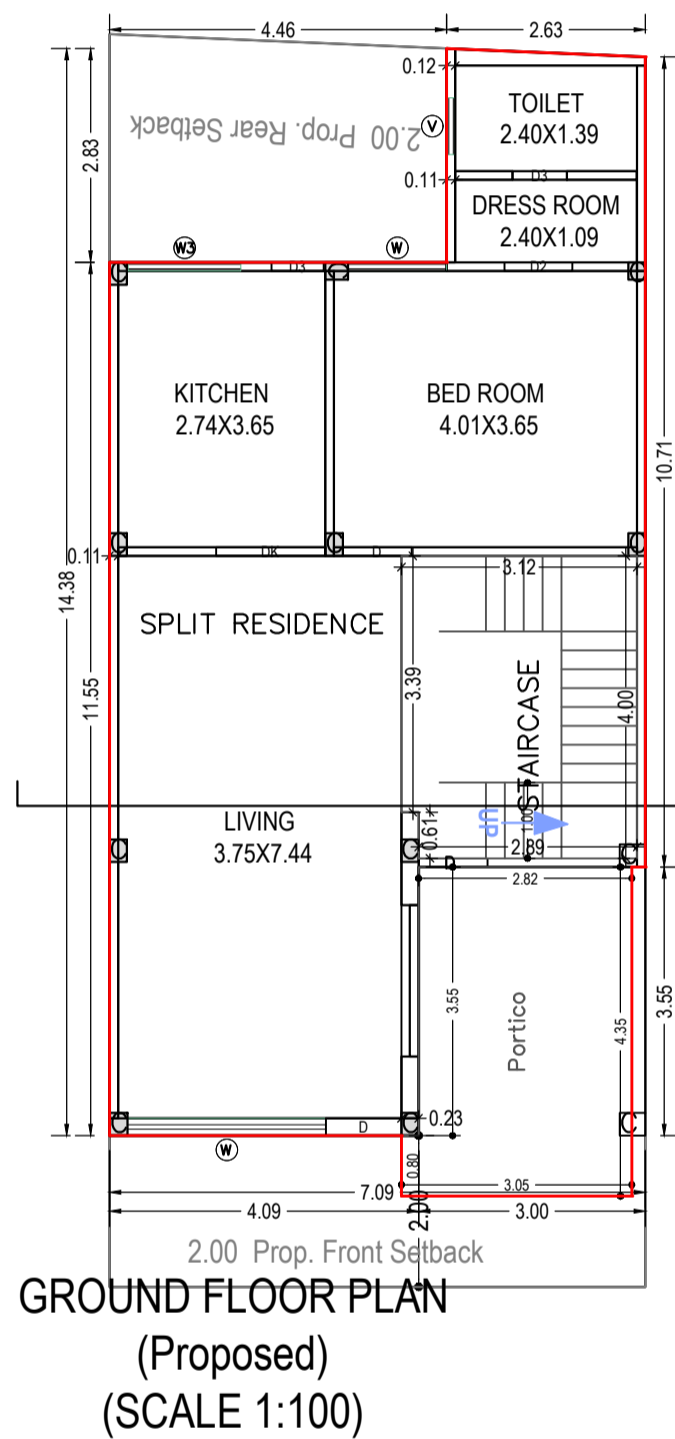 4.46
2.63
0.12
TOILET
2.40X1.39
2.00 Prop. Rear Setback
V
2.83
0.11
D3
DRESS ROOM
2.40X1.09
W3
W
D3
D2
KITCHEN
2.74X3.65
BED ROOM
4.01X3.65
10.71
0.11
DK
D
3.12
14.38
11.55
SPLIT RESIDENCE
3.39
STAIRCASE
4.00
UP
1.00
LIVING
3.75X7.44
0.61
2.89
D
2.82
3.55
Portico
4.35
3.55
D
0.23
W
0.80
7.09
3.05
2.00
4.09
3.00
2.00 Prop. Front Setback
GROUND FLOOR PLAN
(Proposed)
(SCALE 1:100)